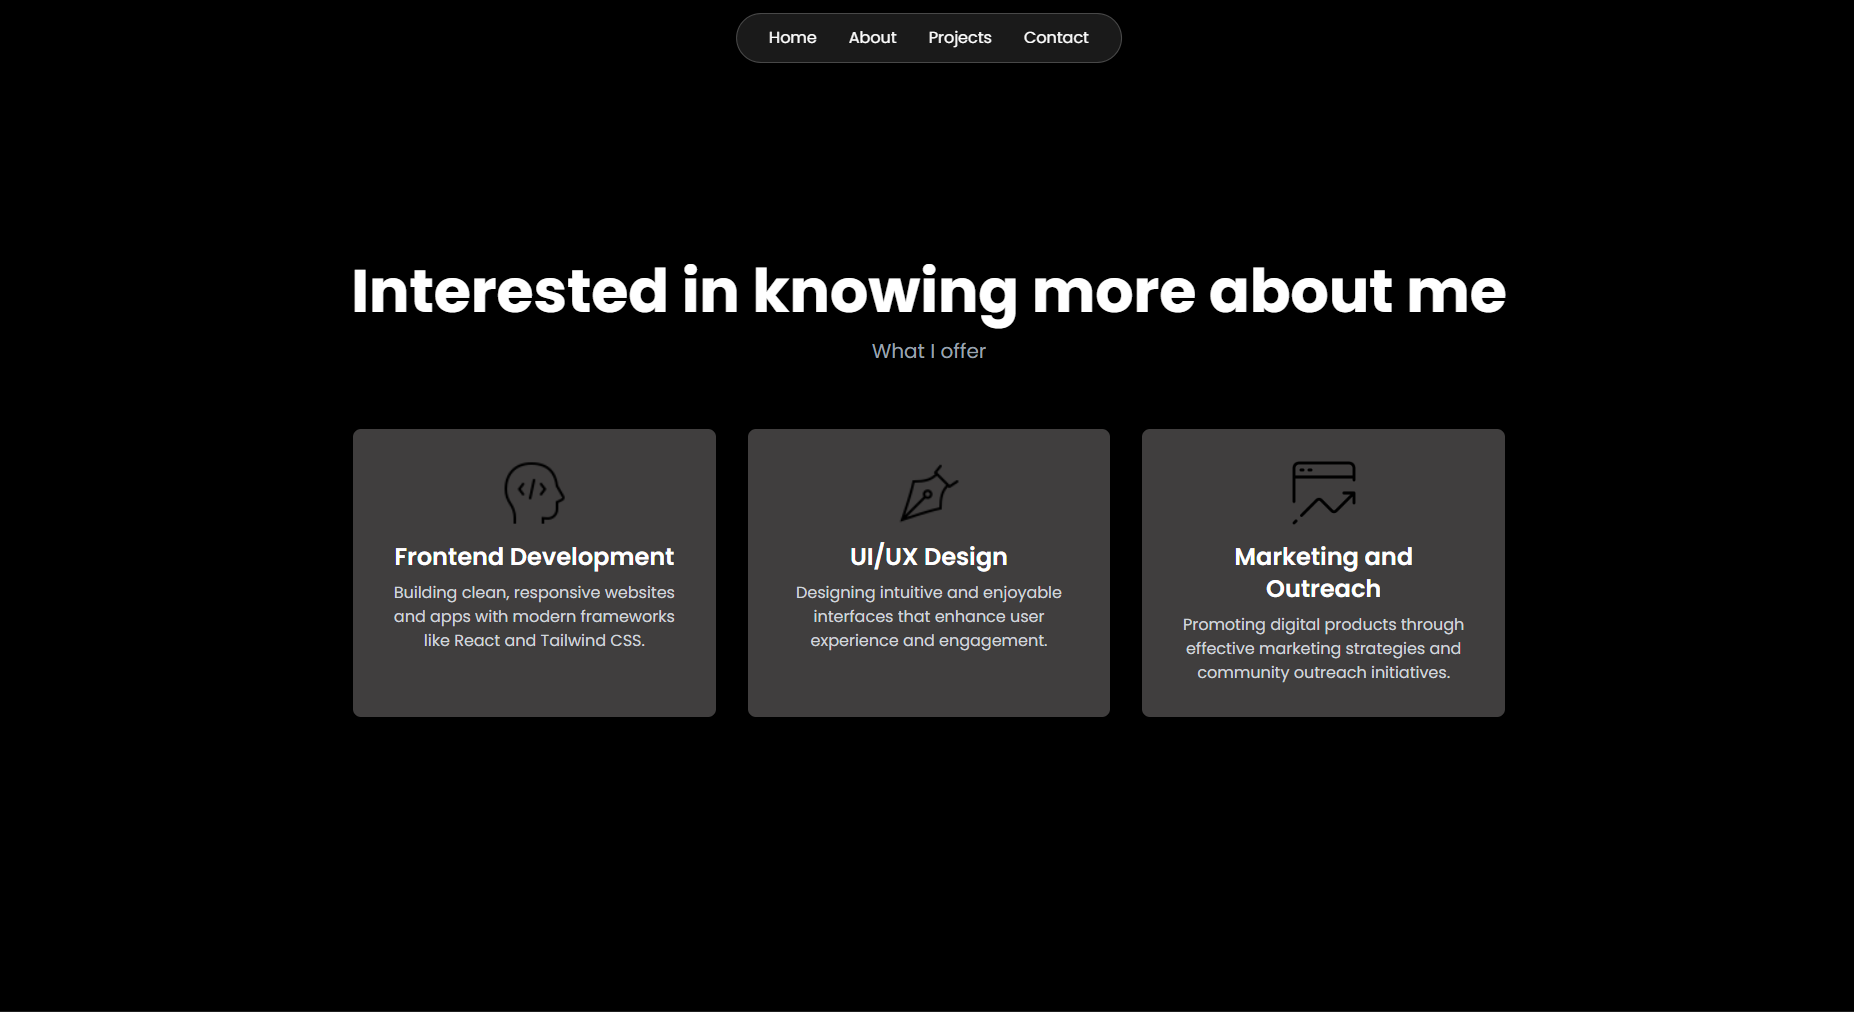 Home About Projects Contact
Interested in knowing more about me
What I offer
Frontend Development
Building clean, responsive websites
and apps with modern frameworks
like React and Tailwind CSS.
UI/UX Design
Designing intuitive and enjoyable
interfaces that enhance user
experience and engagement.
Marketing and
Outreach
Promoting digital products through
effective marketing strategies and
community outreach initiatives.